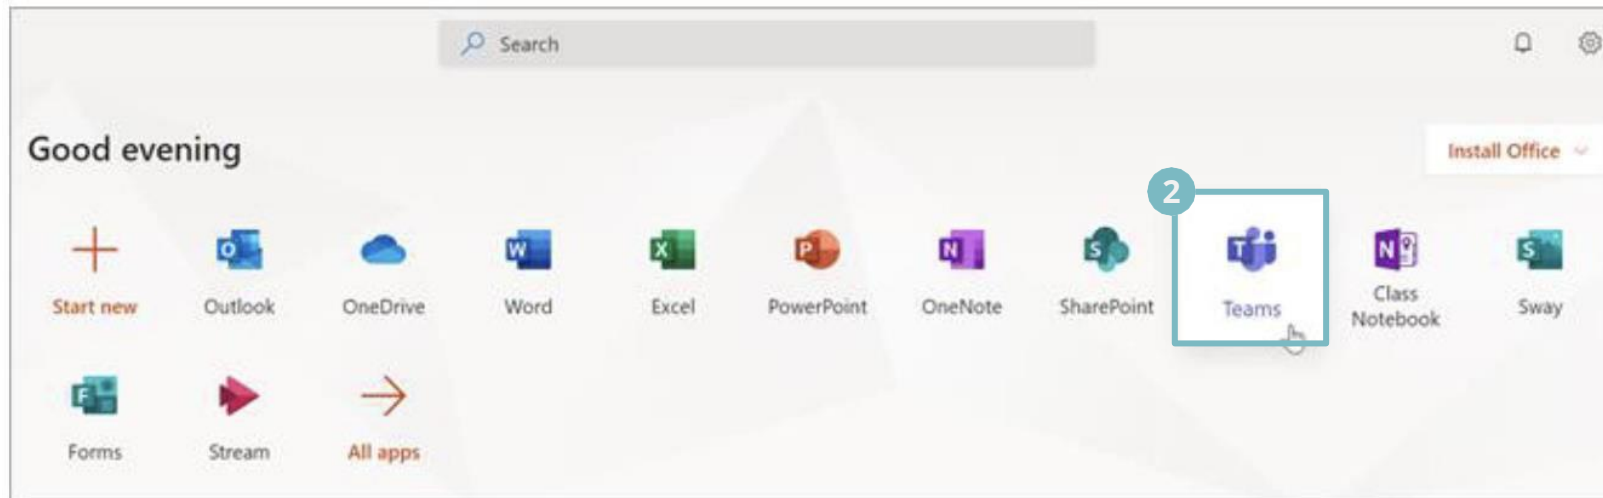 Search
Good evening
Install Office
2
Start new
Outlook
OneDrive
Word
Excel
PowerPoint
OneNote
SharePoint
Teams
Class
Notebook
Sway
Forms
Stream
All apps